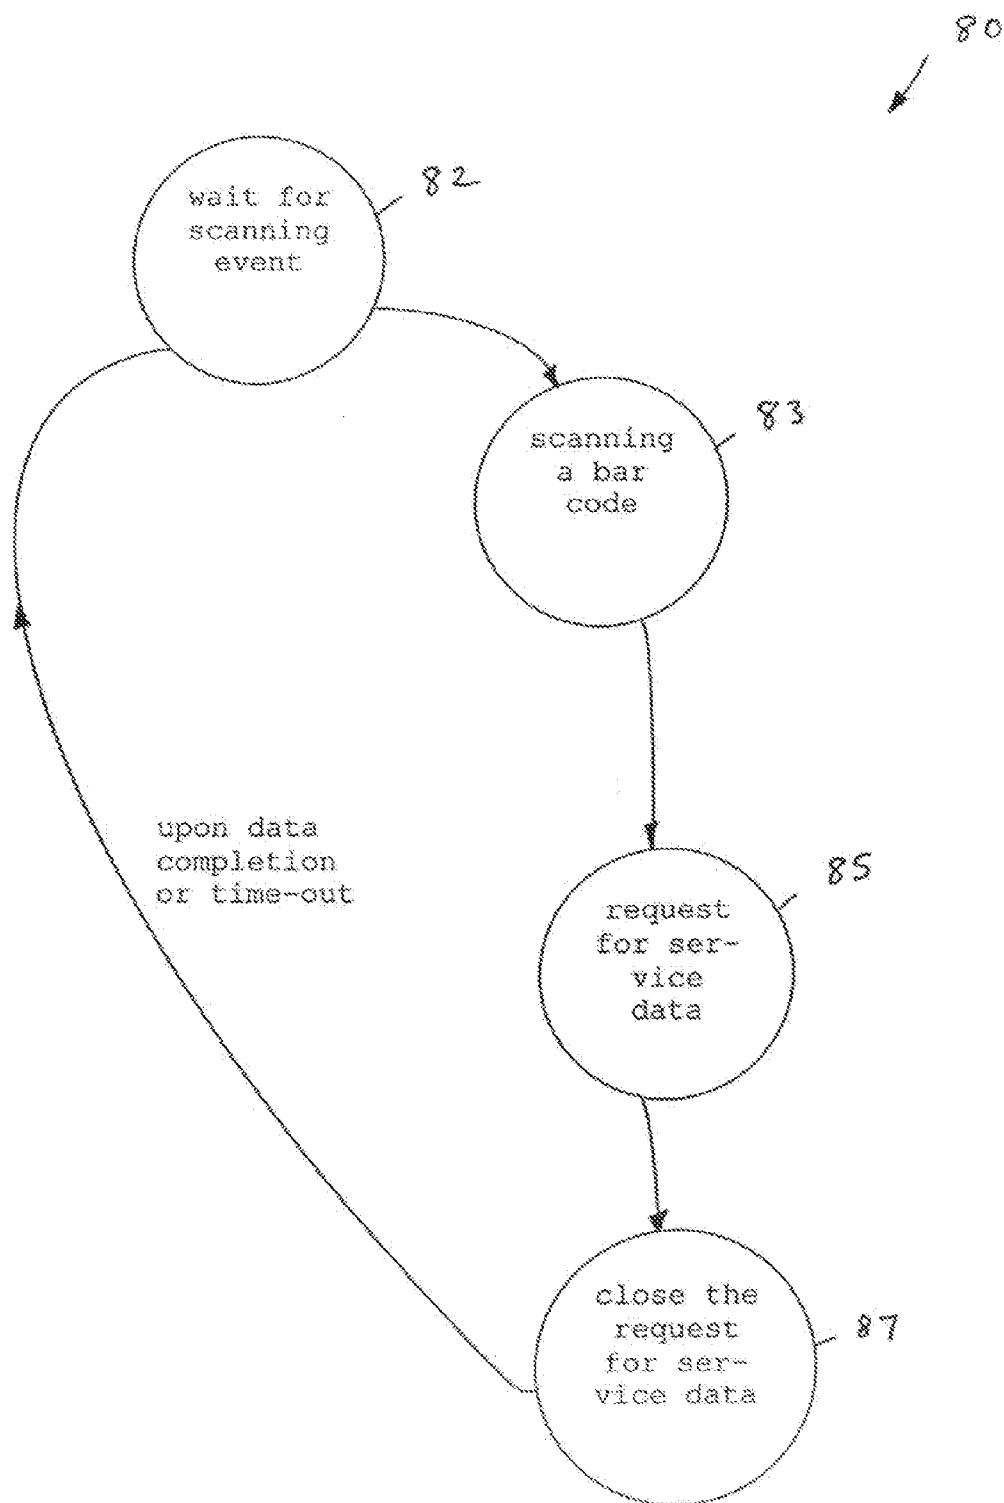 80
wait for
scanning
event
82
scanning
a bar
code
83
upon data
completion
or time-out
request
for ser-
vice
data
85
close the
request
for ser-
vice data
87